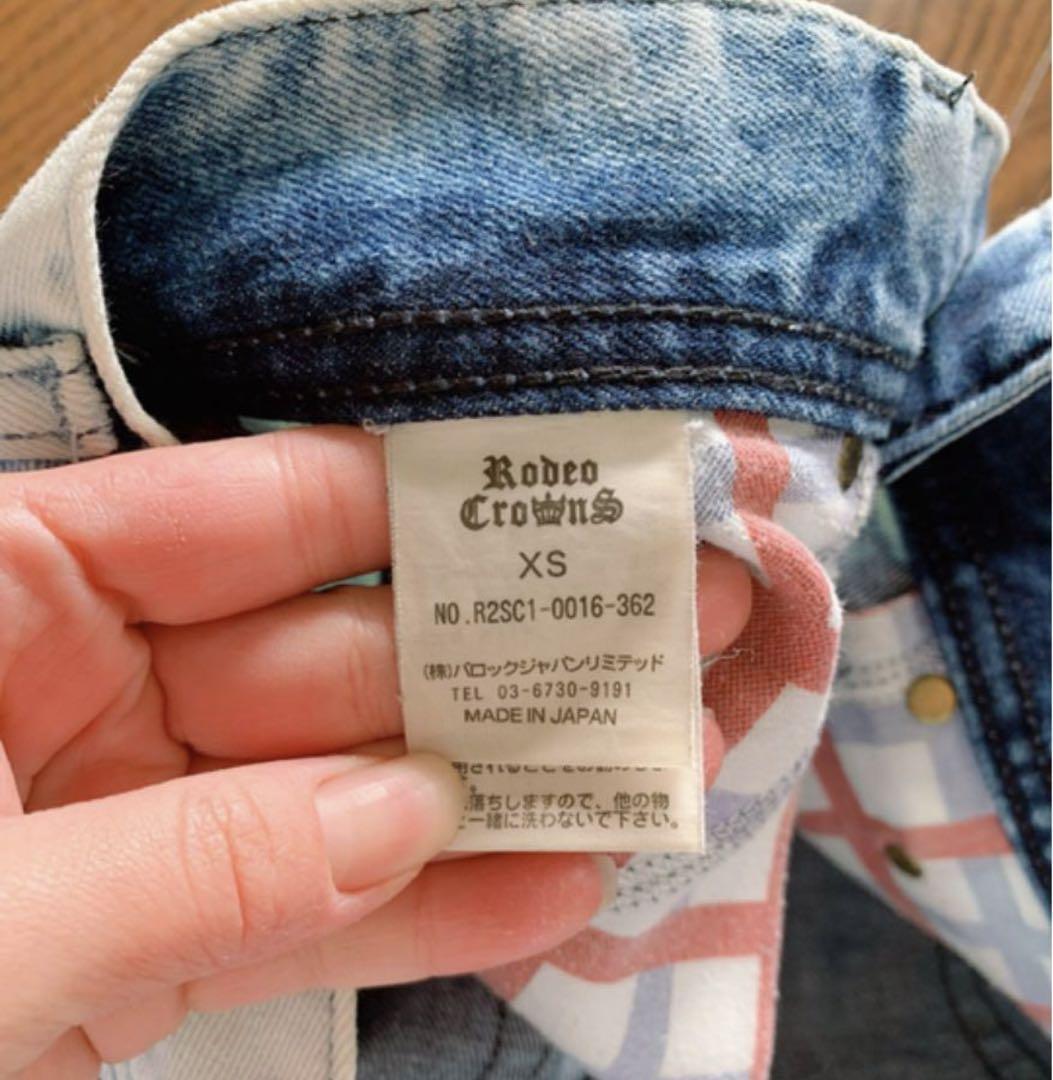 Rodeo
Crowns
XS
NO.R2SC1-0016-362
(株)バロックジャパンリミテッド
TEL 03-6730-9191
MADE IN JAPAN
落ちしますので、他の物
一緒に洗わないで下さい。